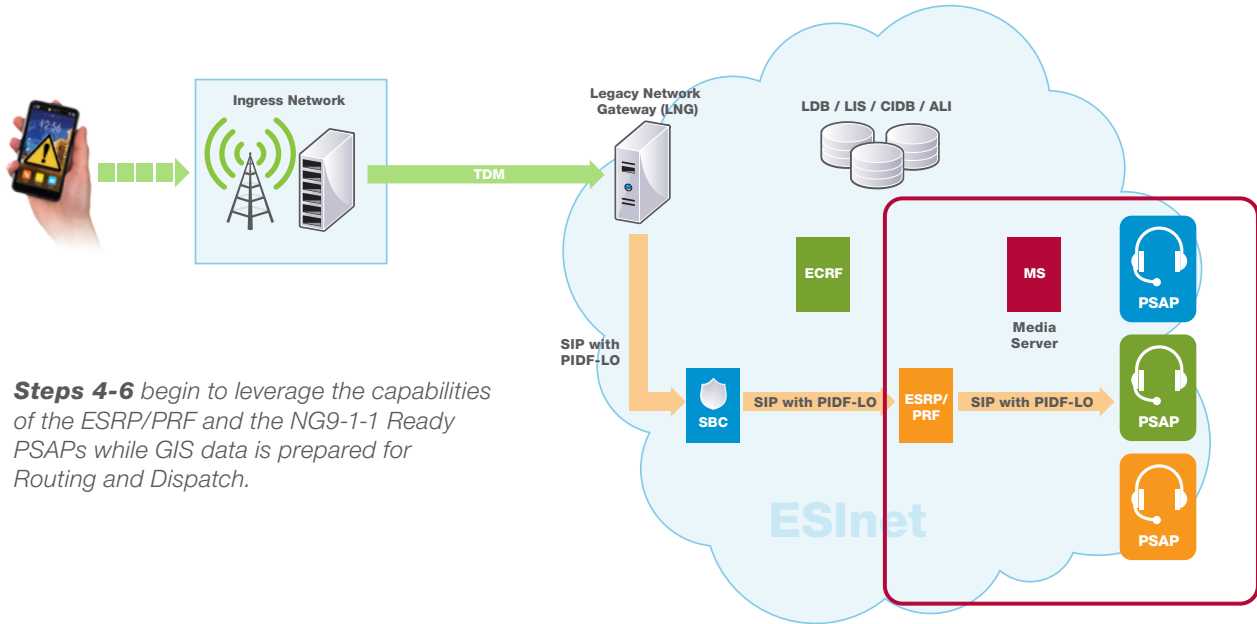 Ingress Network
Legacy Network
Gateway (LNG)
LDB / LIS / CIDB / ALI
12:56
TDM
ECRF
MS
Media
Server
PSAP
SIP with
PIDF-LO
SBC
SIP with PIDF-LO
ESRP/
PRF
SIP with PIDF-LO
PSAP
Steps 4-6 begin to leverage the capabilities
of the ESRP/PRF and the NG9-1-1 Ready
PSAPs while GIS data is prepared for
Routing and Dispatch.
ESInet
PSAP